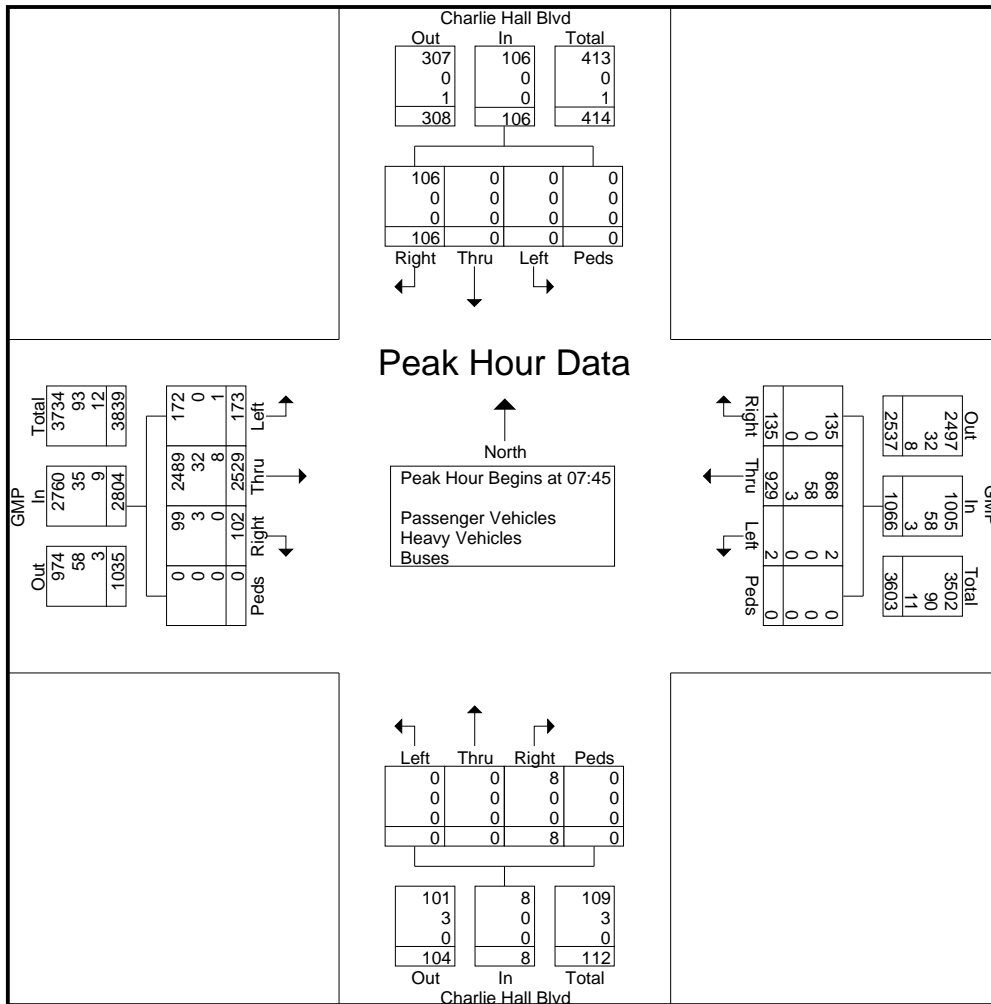 Charlie Hall Blvd
Out In Total
307 106 413
0 0 0
1 0 1
308 106 414
106 0 0 0
0 0 0 0
0 0 0 0
106 0 0 0
Right Thru Left Peds
Peak Hour Data
North
Peak Hour Begins at 07:45
Passenger Vehicles
Heavy Vehicles
Buses
GMP
Total In Out
3734 2760 974
93 35 58
12 9 3
3839 2804 1035
172 2489 99 0
0 32 3 0
1 8 0 0
173 2529 102 0
Left Thru Right Peds
Right Thru Left Peds
135 929 2 0
0 3 0 0
0 58 0 0
135 868 2 0
2537 1066 3603
8 3 11
32 58 90
2497 1005 3502
Out In Total
GMP
Left Thru Right Peds
0 0 8 0
0 0 0 0
0 0 0 0
0 0 8 0
101 8 109
3 0 3
0 0 0
104 8 112
Out In Total
Charlie Hall Blvd